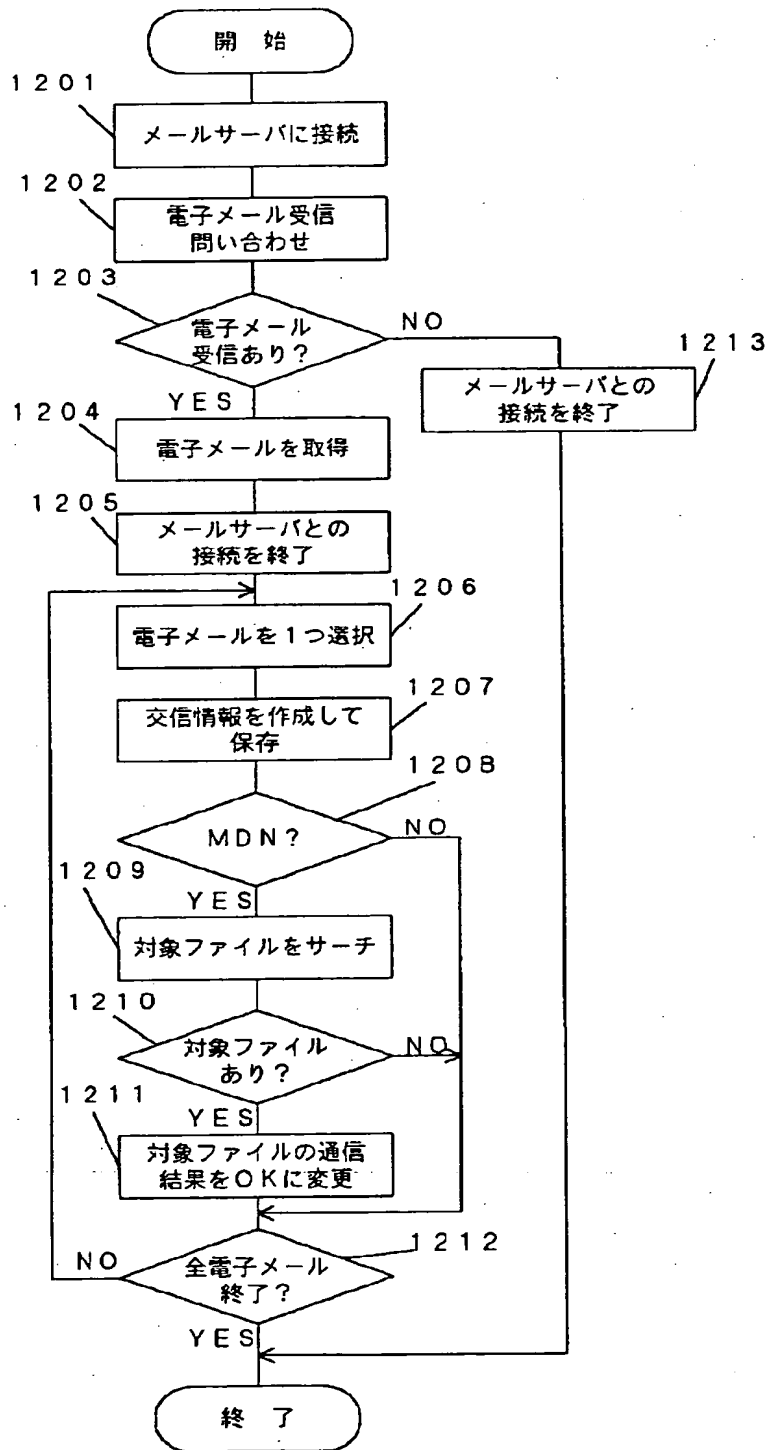 開 始
1201
メールサーバに接続
1202
電子メール受信
問い合わせ
1203
電子メール
受信あり?
NO
YES
1213
メールサーバとの
接続を終了
1204
電子メールを取得
1205
メールサーバとの
接続を終了
1206
電子メールを1つ選択
1207
交信情報を作成して
保存
1208
MDN?
NO
YES
1209
対象ファイルをサーチ
1210
対象ファイル
あり?
NO
YES
1211
対象ファイルの通信
結果をOKに変更
1212
全電子メール
終了?
NO
YES
終 了